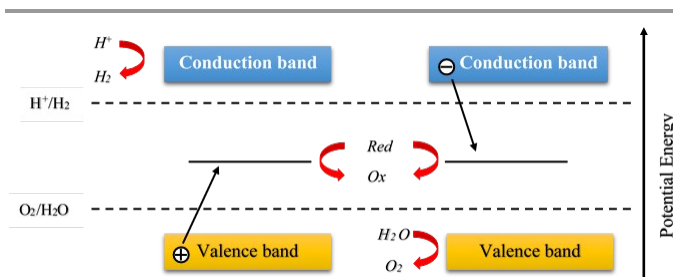 H⁺
H₂
Conduction band
⊖ Conduction band
H⁺/H₂
Red
Ox
O₂/H₂O
⊕ Valence band
H₂O
O₂
Valence band
Potential Energy